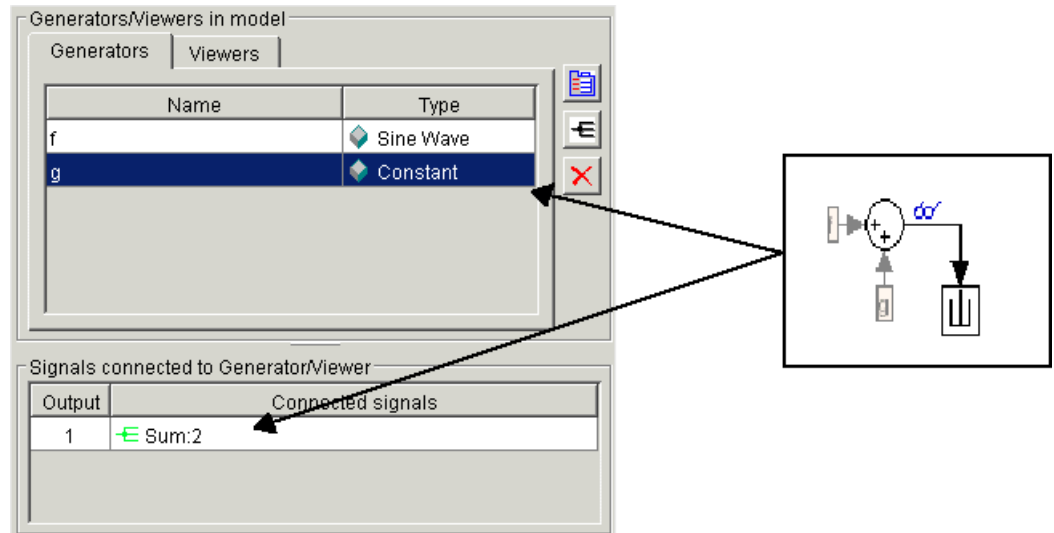 Generators/Viewers in model
Generators Viewers
Name Type
f Sine Wave
g Constant
f
+
+
g
Signals connected to Generator/Viewer
Output Connected signals
1 Sum:2